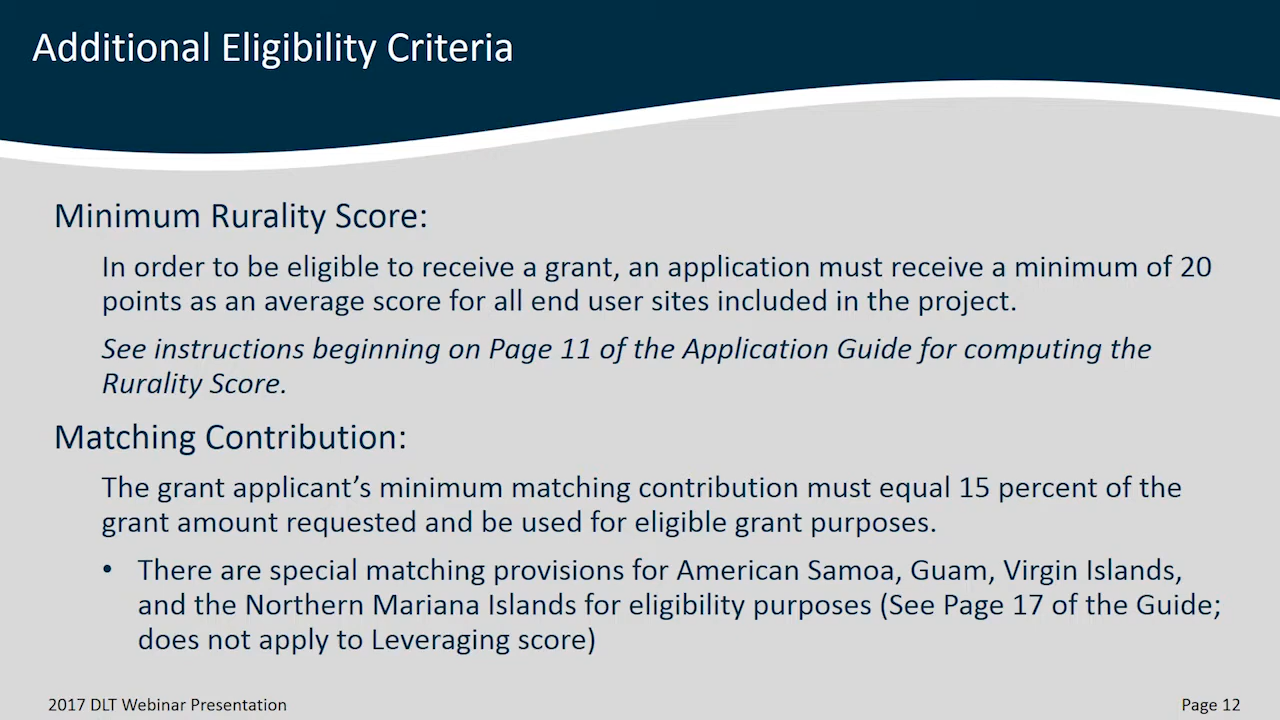 Additional Eligibility Criteria
Minimum Rurality Score:
In order to be eligible to receive a grant, an application must receive a minimum of 20
points as an average score for all end user sites included in the project.
See instructions beginning on Page 11 of the Application Guide for computing the
Rurality Score.
Matching Contribution:
The grant applicant’s minimum matching contribution must equal 15 percent of the
grant amount requested and be used for eligible grant purposes.
• There are special matching provisions for American Samoa, Guam, Virgin Islands,
and the Northern Mariana Islands for eligibility purposes (See Page 17 of the Guide;
does not apply to Leveraging score)
2017 DLT Webinar Presentation
Page 12